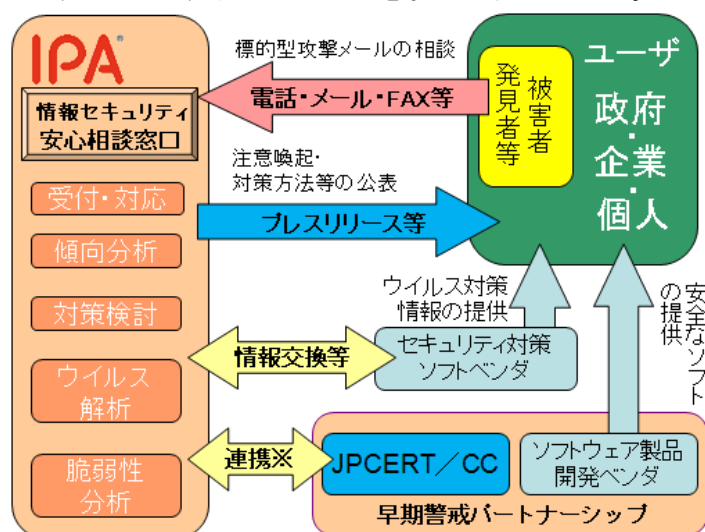 IPA
情報セキュリティ
安心相談窓口
受付・対応
傾向分析
対策検討
ウイルス
解析
脆弱性
分析
標的型攻撃メールの相談
電話・メール・FAX等
注意喚起・
対策方法等の公表
プレスリリース等
発見者等
被害者
ユーザ
政府・企業・個人
ウイルス対策
情報の提供
安全なソフト
の提供
情報交換等
セキュリティ対策
ソフトベンダ
連携※
JPCERT／CC
ソフトウェア製品
開発ベンダ
早期警戒パートナーシップ